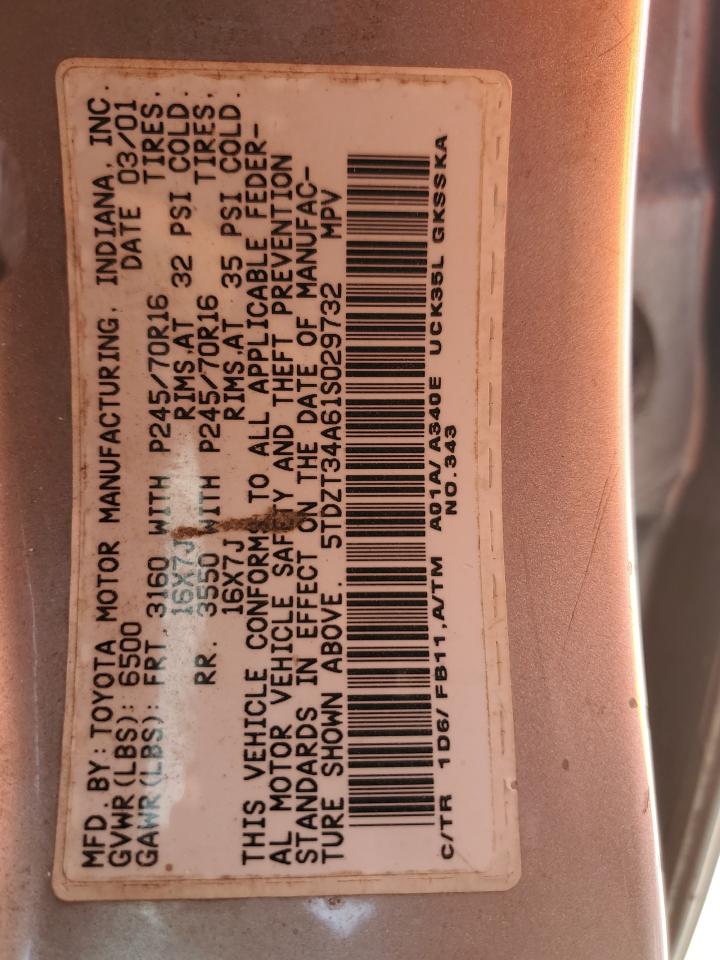 MFD. BY: TOYOTA MOTOR MANUFACTURING, INDIANA, INC.
GVWR(LBS): 6500 DATE 03/01
GAWR(LBS): FRT. 3160 WITH P245/70R16 TIRES.
16X7J RIMS.AT 32 PSI COLD.
RR. 3550 WITH P245/70R16 TIRES.
16X7J RIMS.AT 35 PSI COLD.
THIS VEHICLE CONFORMS TO ALL APPLICABLE FEDER-
AL MOTOR VEHICLE SAFETY AND THEFT PREVENTION
STANDARDS IN EFFECT ON THE DATE OF MANUFAC-
TURE SHOWN ABOVE. 5TDZT34A61S029732 MPV
C/TR 1D6/ FB11,A/TM A01A/ A340E UCK35L GKSSKA
NO.343